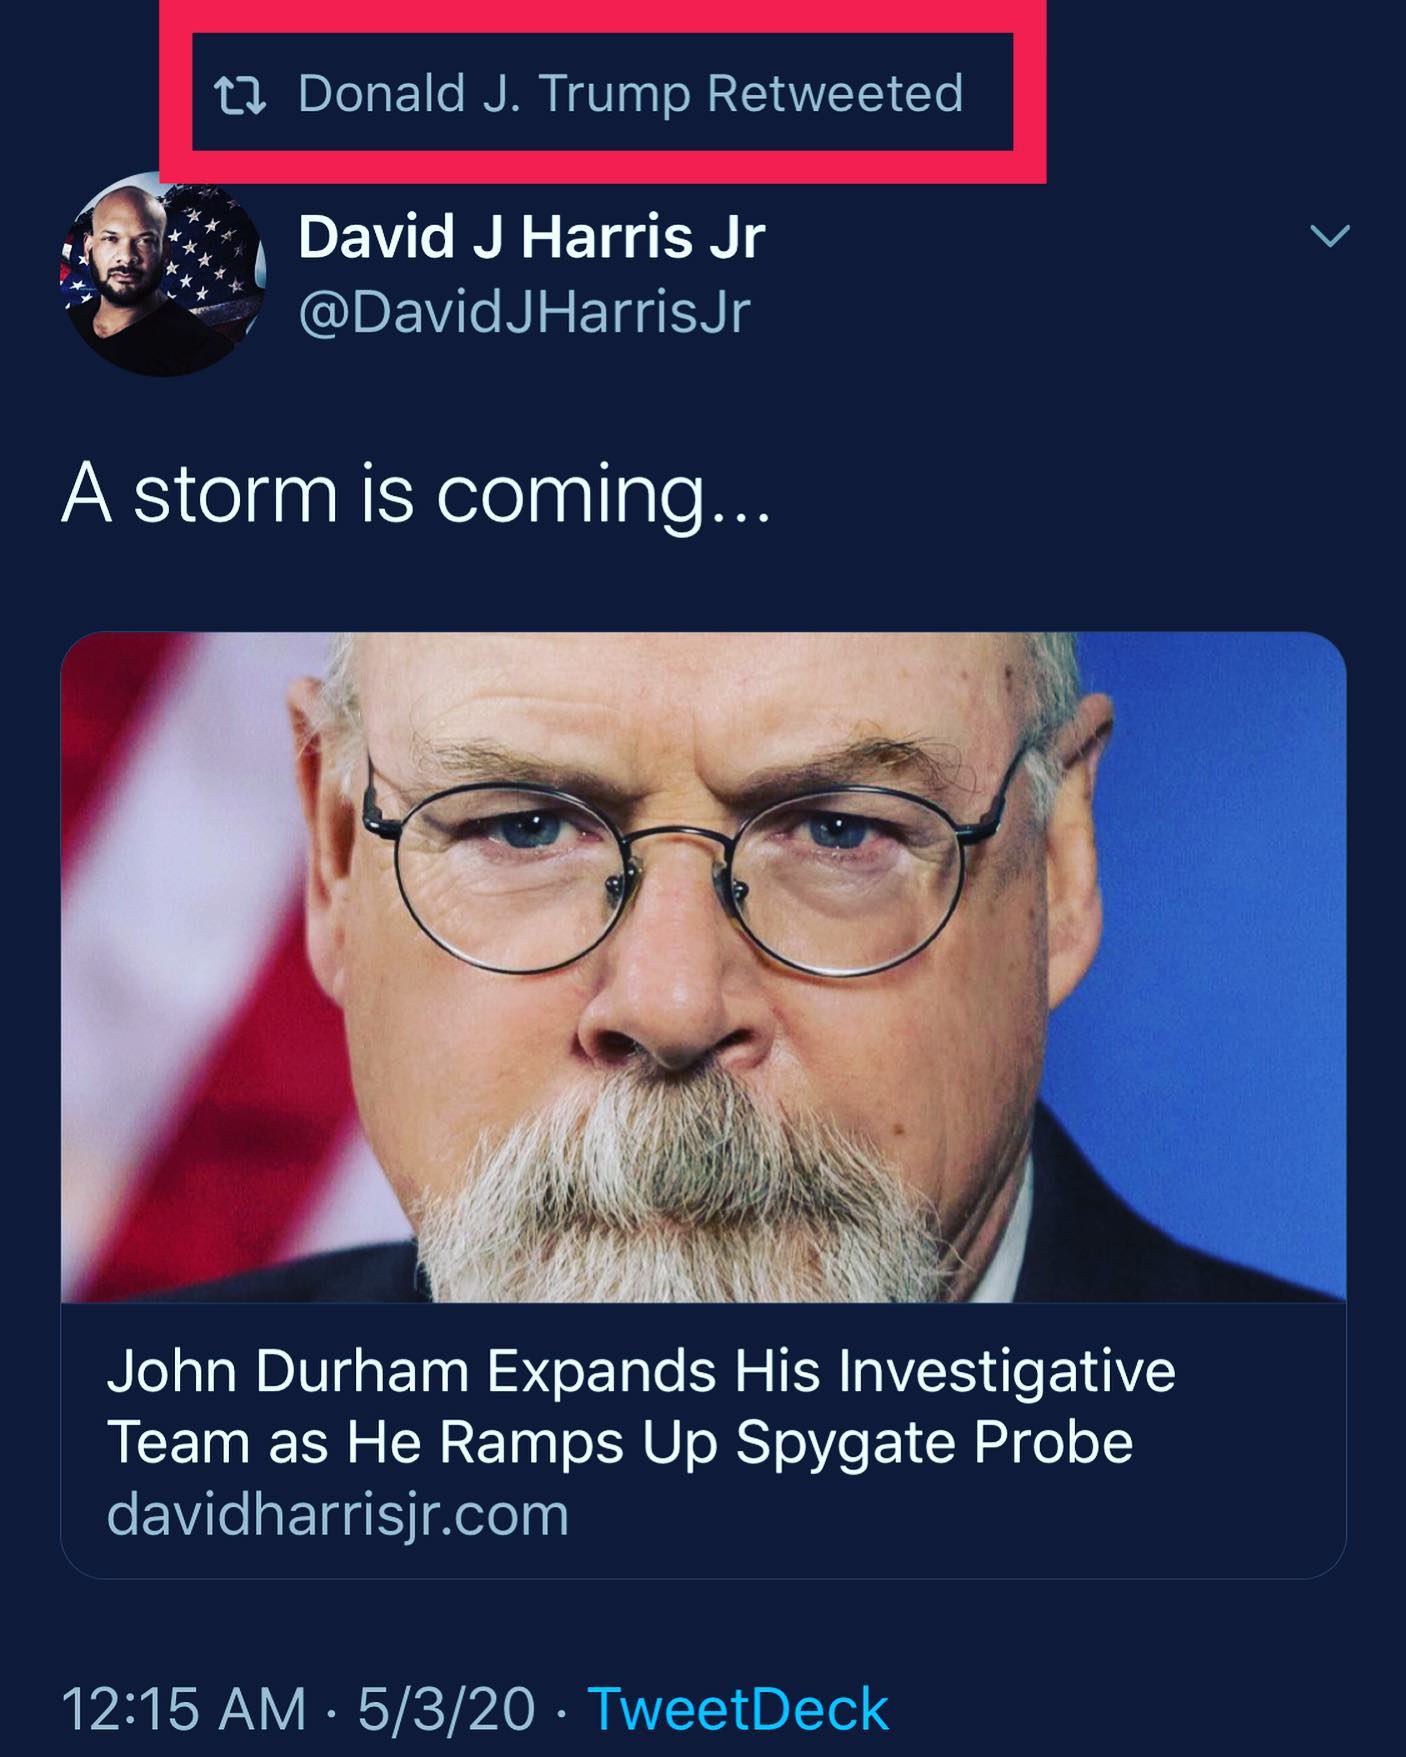 Donald J. Trump Retweeted
David J Harris Jr
@DavidJHarrisJr
A storm is coming...
John Durham Expands His Investigative
Team as He Ramps Up Spygate Probe
davidharrisjr.com
12:15 AM · 5/3/20 · TweetDeck